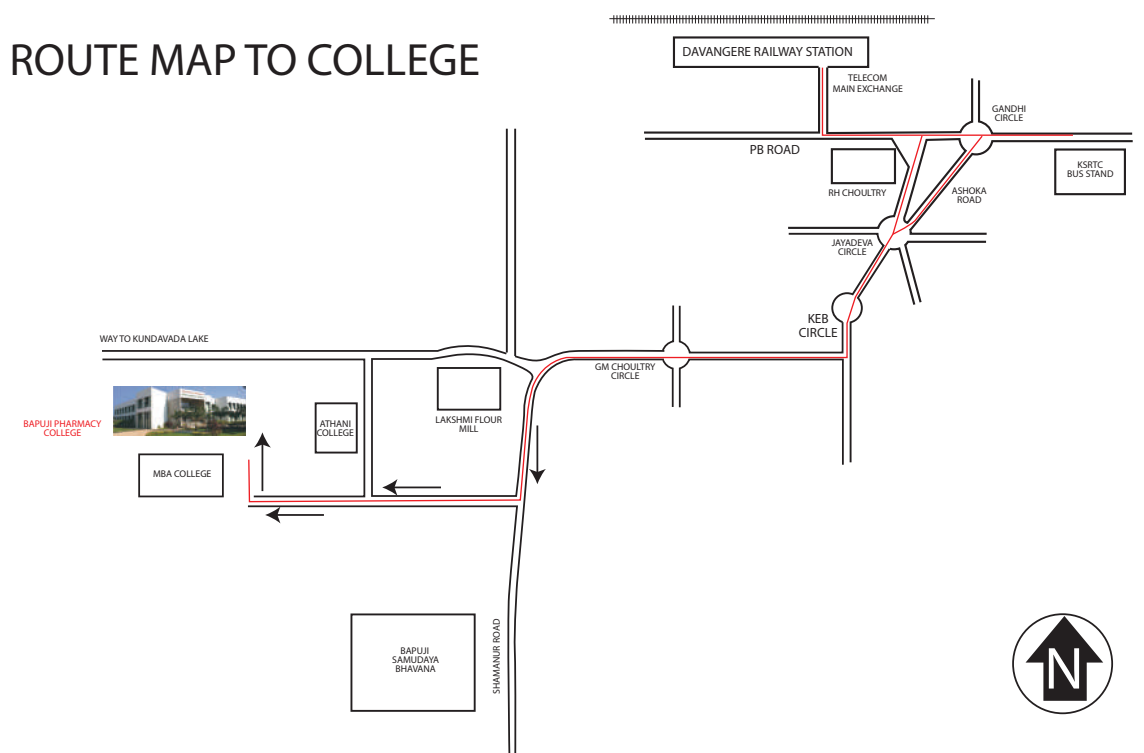 ROUTE MAP TO COLLEGE
DAVANGERE RAILWAY STATION
TELECOM
MAIN EXCHANGE
GANDHI
CIRCLE
PB ROAD
KSRTC
BUS STAND
RH CHOULTRY
ASHOKA
ROAD
JAYADEVA
CIRCLE
KEB
CIRCLE
WAY TO KUNDAVADA LAKE
GM CHOULTRY
CIRCLE
BAPUJI PHARMACY
COLLEGE
ATHANI
COLLEGE
LAKSHMI FLOUR
MILL
MBA COLLEGE
BAPUJI
SAMUDAYA
BHAVANA
SHAMANUR ROAD
N